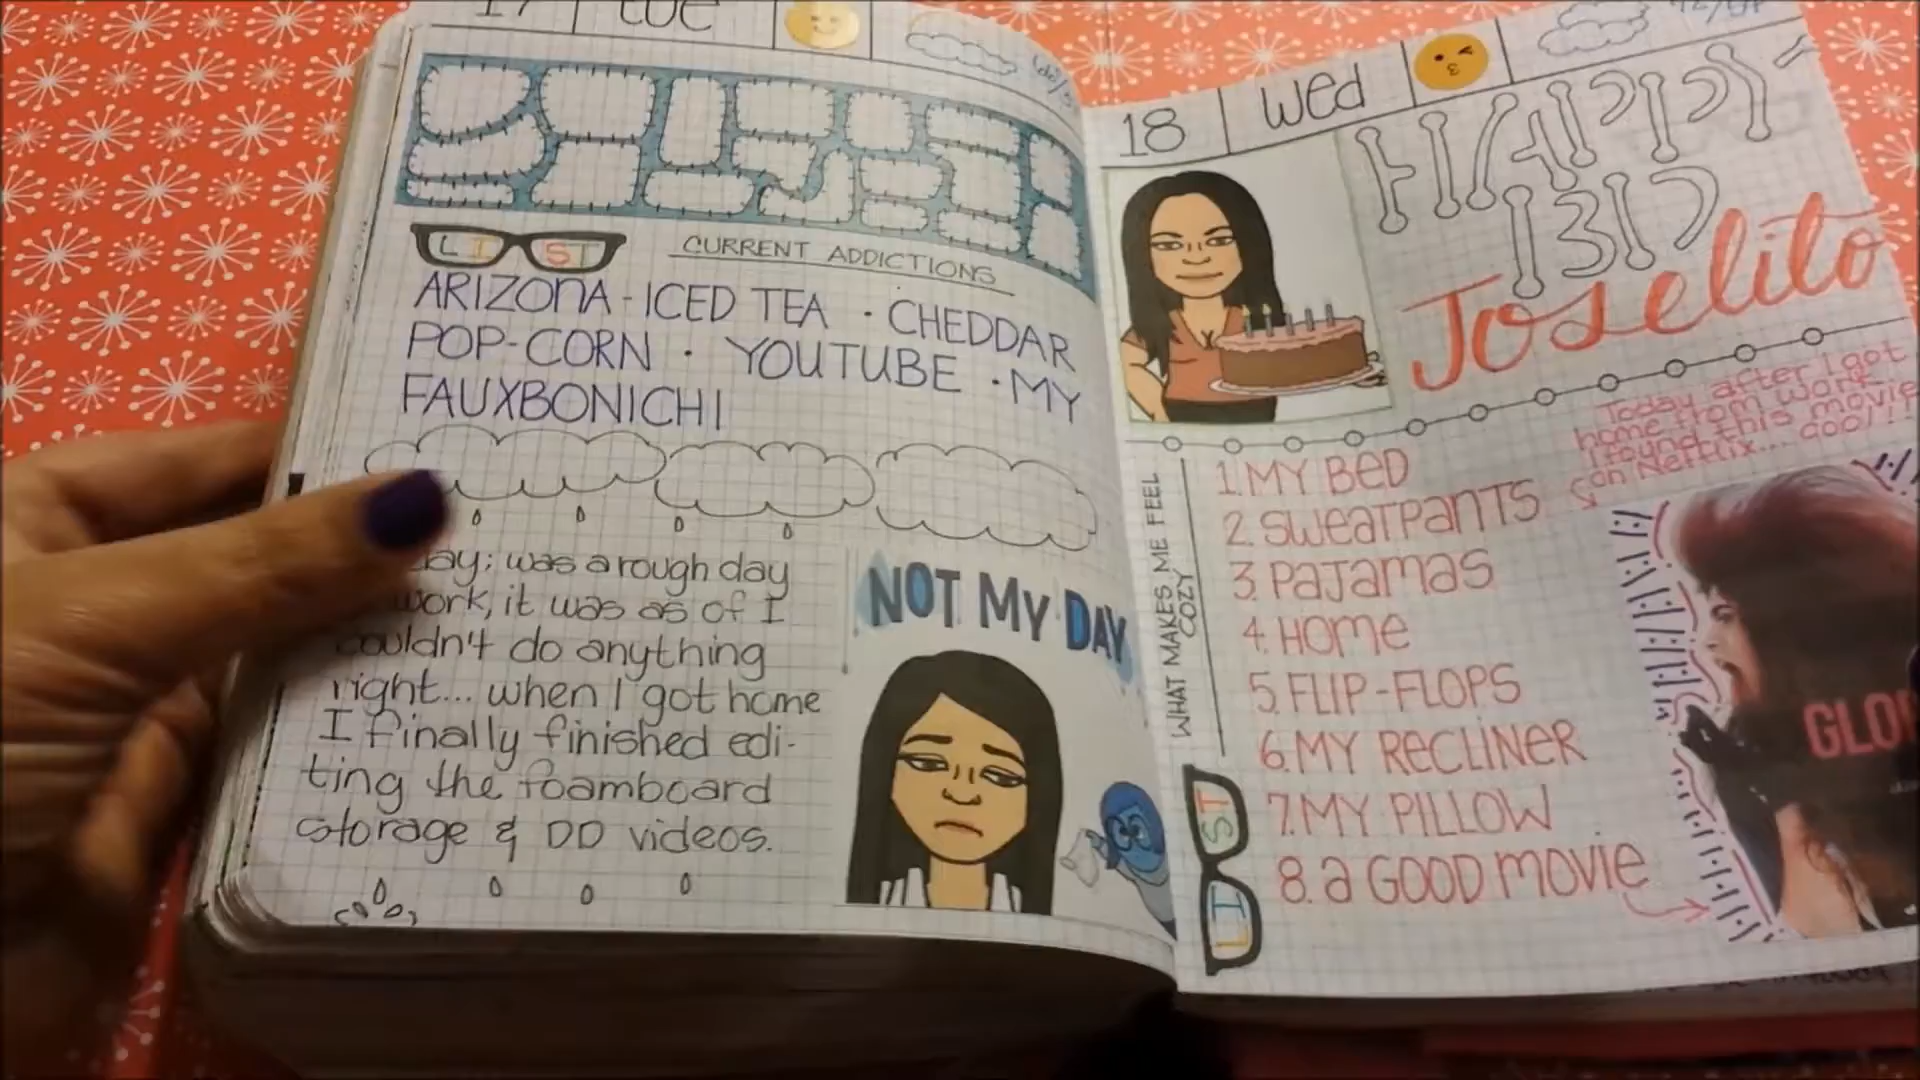 17 TUE
LIST
CURRENT ADDICTIONS
ARIZONA-ICED TEA · CHEDDAR
POP-CORN · YOUTUBE · MY
FAUXBONICHI
was a rough day
work, it was as of I
couldn't do anything
right... when I got home
I finally finished edi-
ting the foamboard
storage & DD videos.
NOT MY DAY
18 wed
HAPPY
BD
Joselito
Today after I got
home from work
I found this movie
on Netflix.... cool!!
WHAT MAKES ME FEEL
COZY
1. MY BED
2. SWEATPANTS
3. PAJAMAS
4. HOME
5. FLIP-FLOPS
6. MY RECLINER
7. MY PILLOW
8. a GOOD MOVIE
LIST